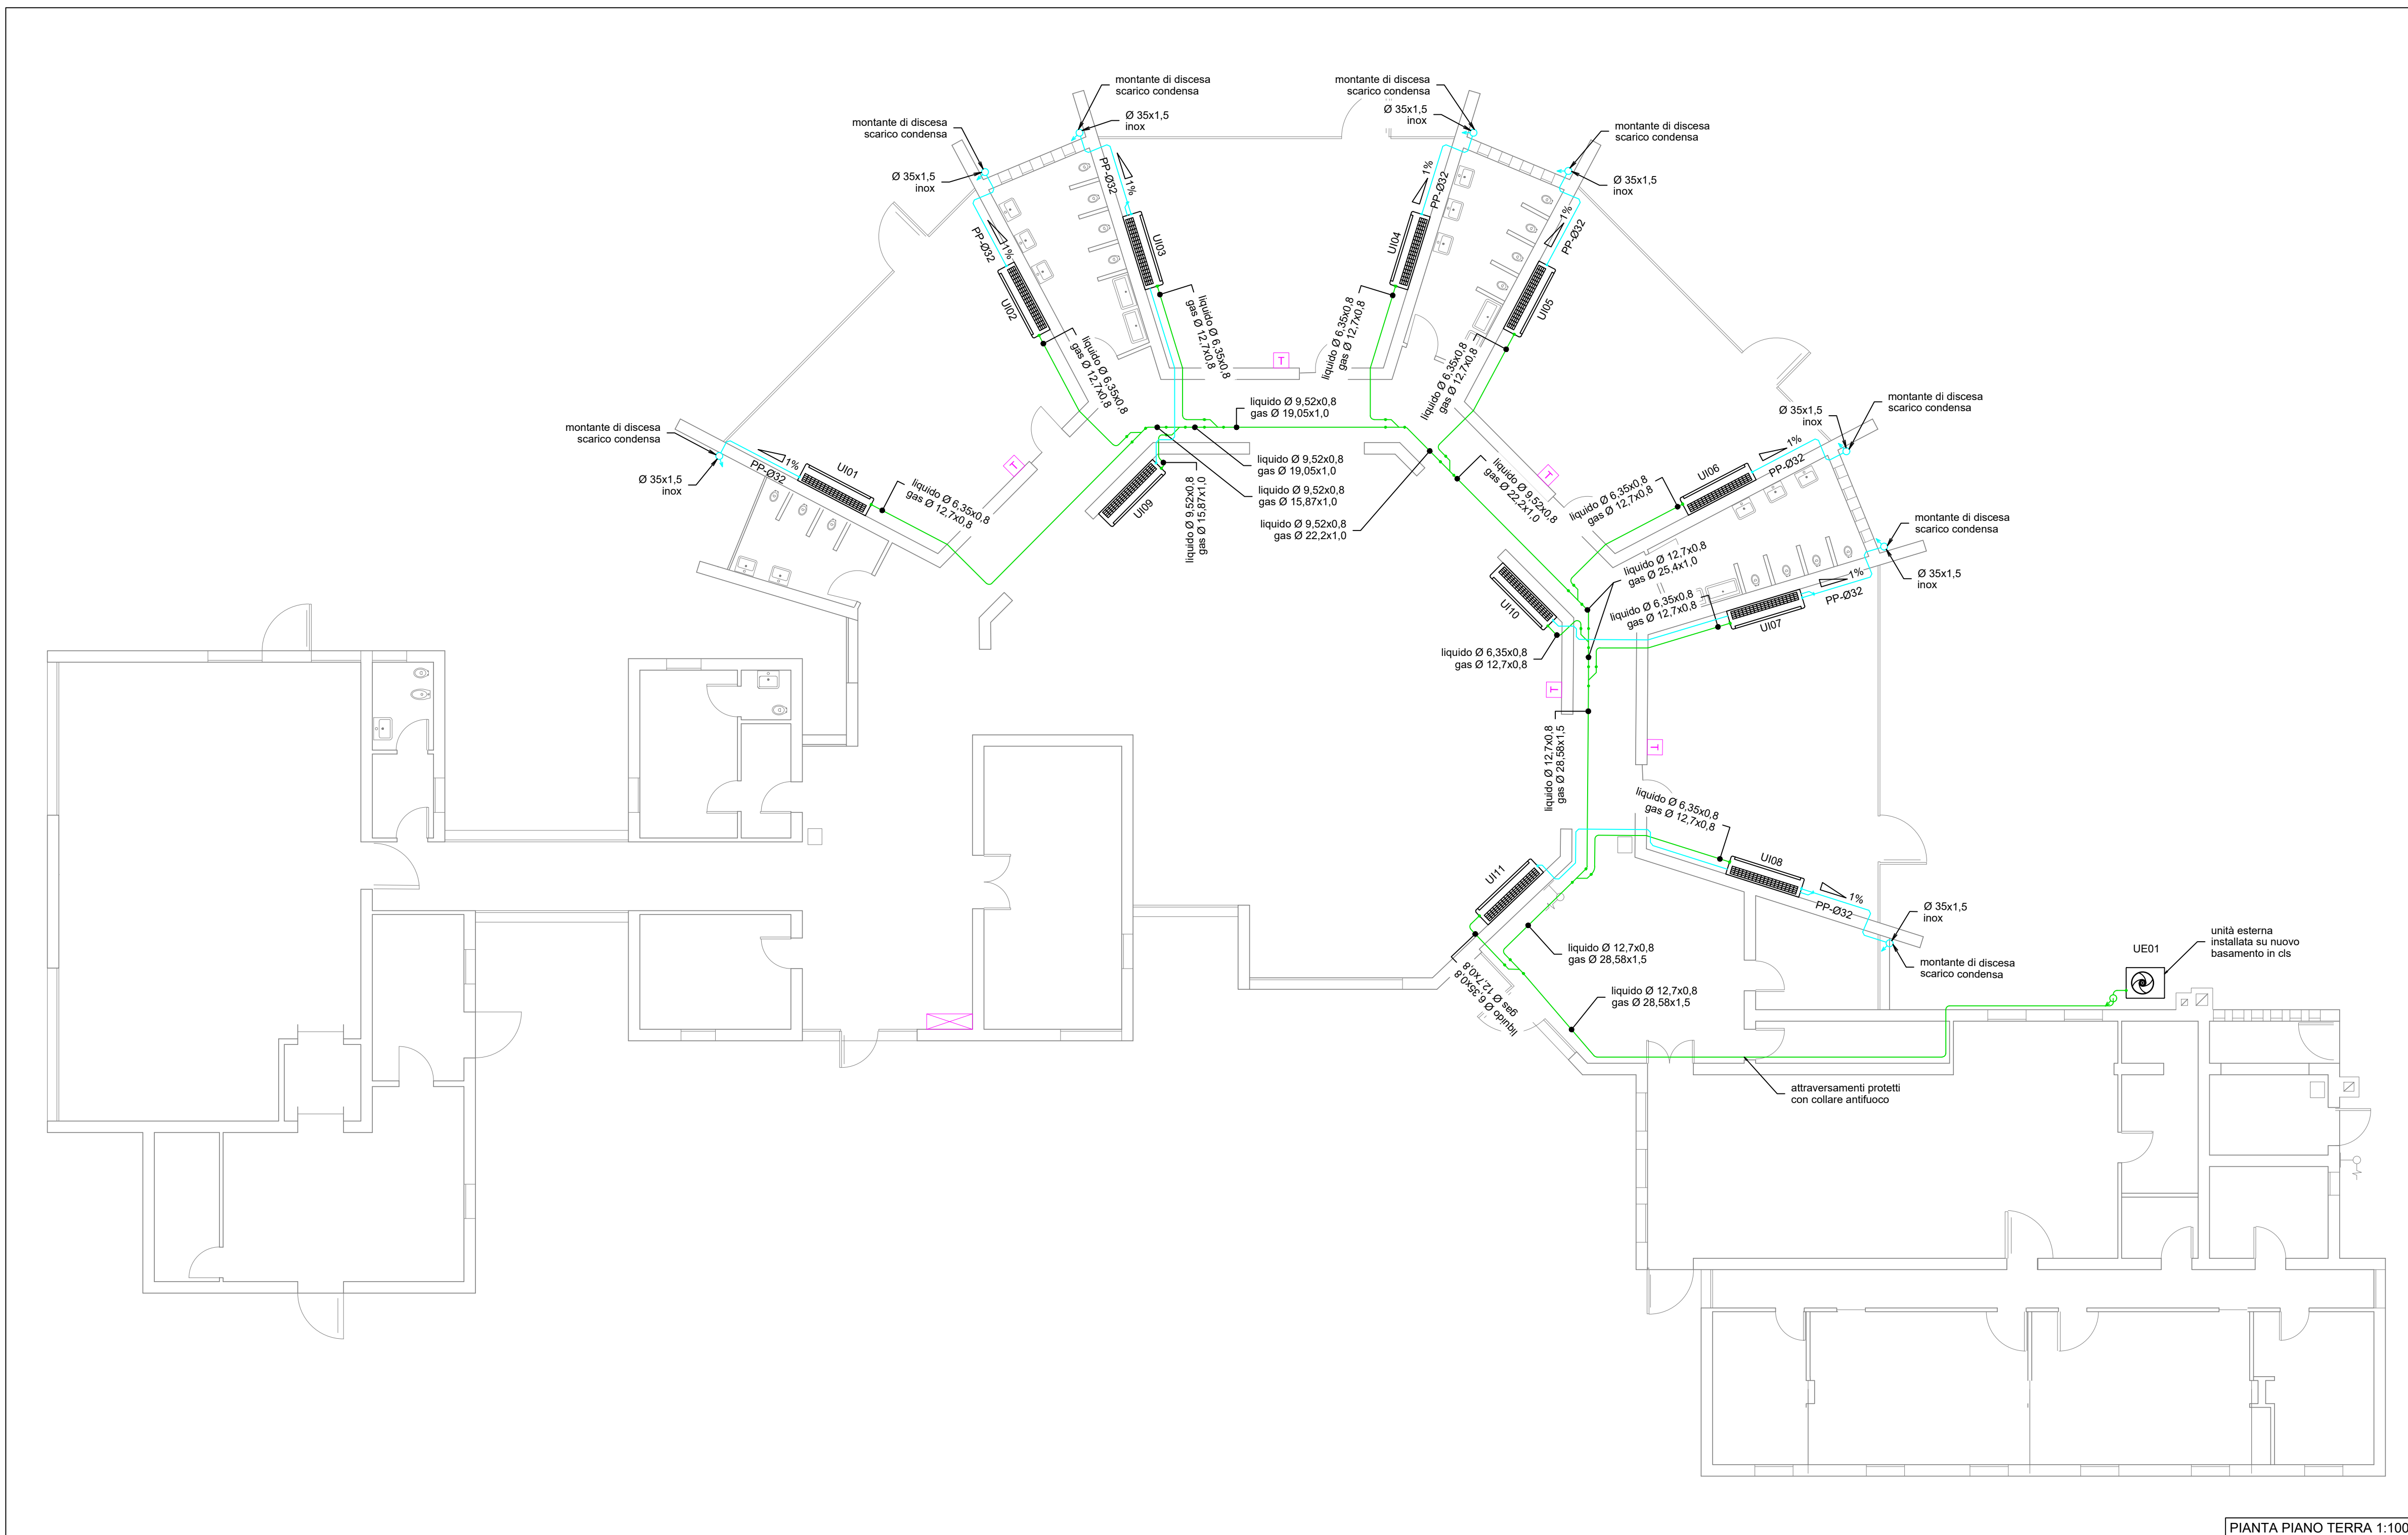 montante di discesa
scarico condensa
Ø 35x1,5
inox
montante di discesa
scarico condensa
Ø 35x1,5
inox
montante di discesa
scarico condensa
Ø 35x1,5
inox
montante di discesa
scarico condensa
Ø 35x1,5
inox
PP-Ø32
1%
UI02
PP-Ø32
1%
UI03
PP-Ø32
1%
UI04
PP-Ø32
1%
UI05
liquido Ø 6,35x0,8
gas Ø 12,7x0,8
liquido Ø 6,35x0,8
gas Ø 12,7x0,8
liquido Ø 6,35x0,8
gas Ø 12,7x0,8
liquido Ø 6,35x0,8
gas Ø 12,7x0,8
T
montante di discesa
scarico condensa
Ø 35x1,5
inox
PP-Ø32
1%
UI01
liquido Ø 6,35x0,8
gas Ø 12,7x0,8
T
liquido Ø 9,52x0,8
gas Ø 19,05x1,0
liquido Ø 9,52x0,8
gas Ø 19,05x1,0
liquido Ø 9,52x0,8
gas Ø 15,87x1,0
liquido Ø 9,52x0,8
gas Ø 22,2x1,0
UI09
liquido Ø 9,52x0,8
gas Ø 15,87x1,0
liquido Ø 9,52x0,8
gas Ø 22,2x1,0
T
montante di discesa
scarico condensa
Ø 35x1,5
inox
1%
PP-Ø32
UI06
liquido Ø 6,35x0,8
gas Ø 12,7x0,8
montante di discesa
scarico condensa
Ø 35x1,5
inox
1%
PP-Ø32
UI07
liquido Ø 12,7x0,8
gas Ø 25,4x1,0
liquido Ø 6,35x0,8
gas Ø 12,7x0,8
UI10
liquido Ø 6,35x0,8
gas Ø 12,7x0,8
T
T
liquido Ø 12,7x0,8
gas Ø 28,58x1,5
liquido Ø 6,35x0,8
gas Ø 12,7x0,8
UI08
1%
PP-Ø32
Ø 35x1,5
inox
montante di discesa
scarico condensa
UI11
liquido Ø 12,7x0,8
gas Ø 28,58x1,5
liquido Ø 6,35x0,8
gas Ø 12,7x0,8
liquido Ø 12,7x0,8
gas Ø 28,58x1,5
UE01
unità esterna
installata su nuovo
basamento in cls
attraversamenti protetti
con collare antifuoco
PIANTA PIANO TERRA 1:100